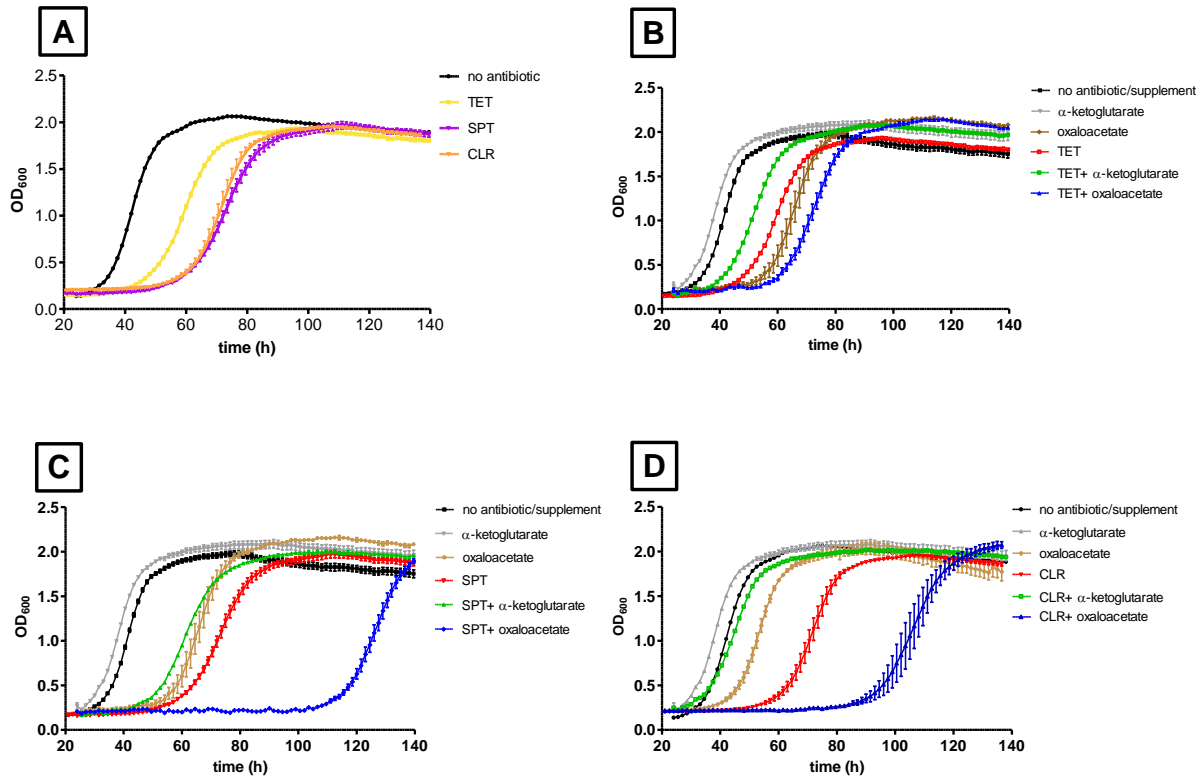 A
no antibiotic
TET
SPT
CLR
2.5
2.0
1.5
1.0
0.5
0.0
OD600
20 40 60 80 100 120 140
time (h)
B
no antibiotic/supplement
α-ketoglutarate
oxaloacetate
TET
TET+ α-ketoglutarate
TET+ oxaloacetate
2.5
2.0
1.5
1.0
0.5
0.0
OD600
20 40 60 80 100 120 140
time (h)
C
no antibiotic/supplement
α-ketoglutarate
oxaloacetate
SPT
SPT+ α-ketoglutarate
SPT+ oxaloacetate
2.5
2.0
1.5
1.0
0.5
0.0
OD600
20 40 60 80 100 120 140
time (h)
D
no antibiotic/supplement
α-ketoglutarate
oxaloacetate
CLR
CLR+ α-ketoglutarate
CLR+ oxaloacetate
2.5
2.0
1.5
1.0
0.5
0.0
OD600
20 40 60 80 100 120 140
time (h)